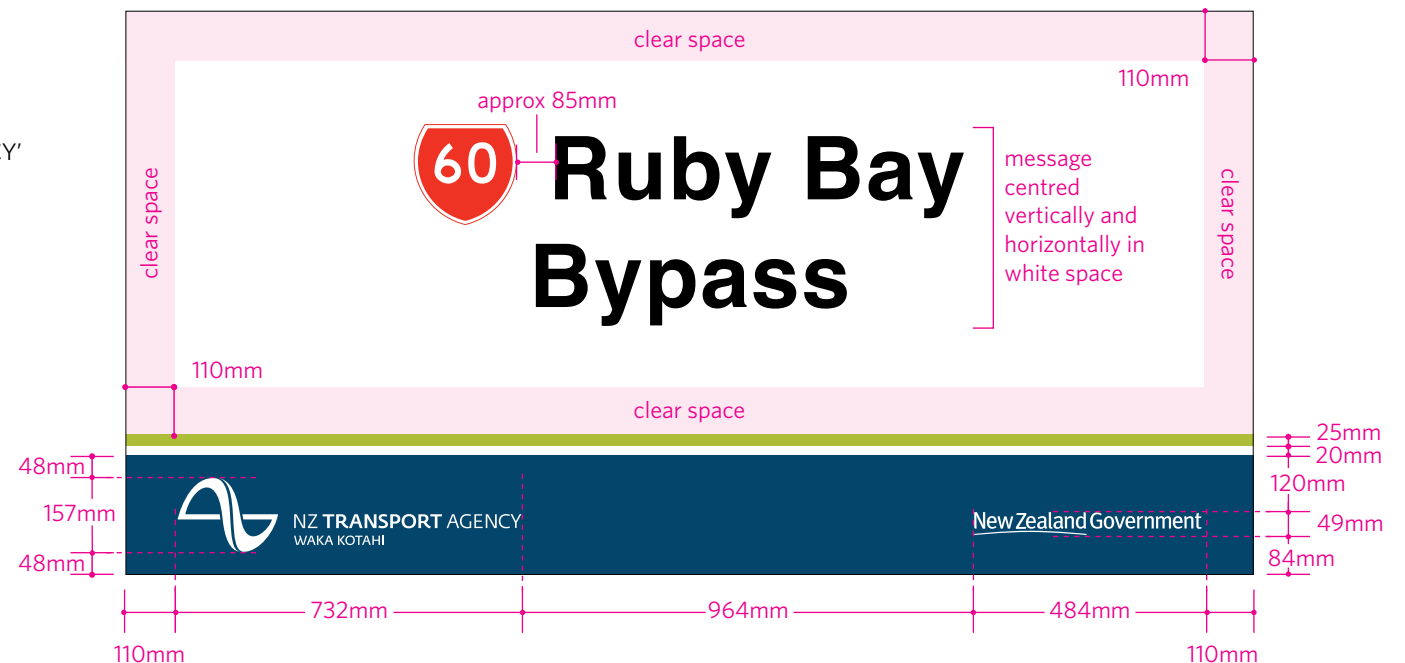 clear space
110mm
approx 85mm
Y'
60 Ruby Bay
Bypass
message
centred
vertically and
horizontally in
white space
clear space
clear space
110mm
clear space
25mm
20mm
120mm
49mm
84mm
48mm
157mm
48mm
NZ TRANSPORT AGENCY
WAKA KOTAHI
New Zealand Government
732mm
964mm
484mm
110mm
110mm